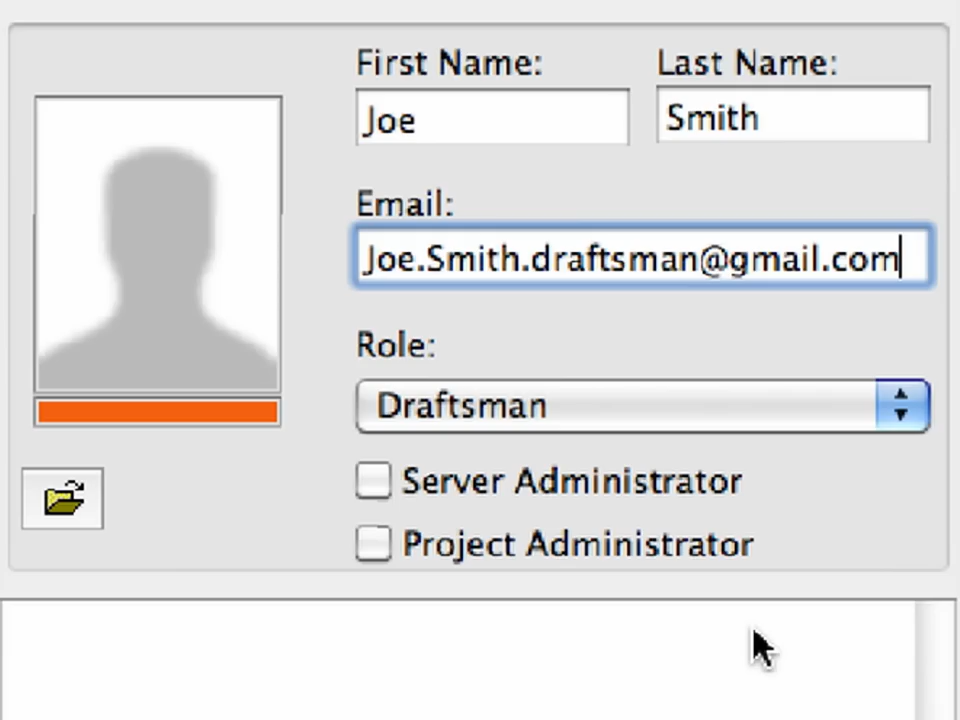 First Name: Last Name:
Joe Smith
Email:
Joe.Smith.draftsman@gmail.com
Role:
Draftsman
Server Administrator
Project Administrator